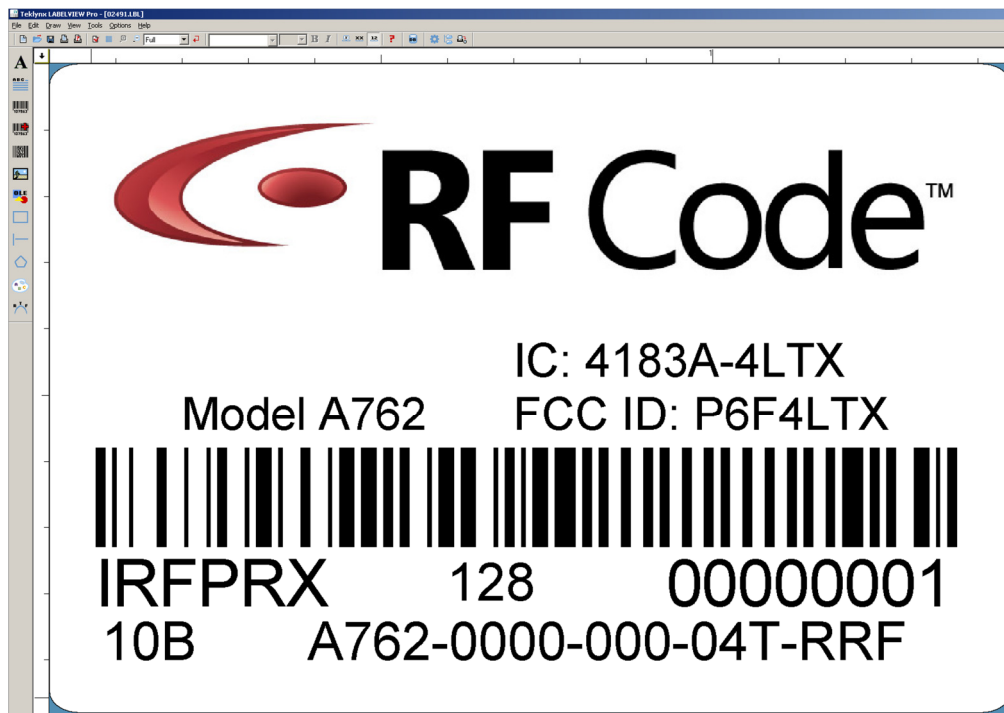 Teklynx LABELVIEW Pro - [02491.LBL]
File Edit Draw View Tools Options Help
Full B I
A
RF Code™
IC: 4183A-4LTX
Model A762 FCC ID: P6F4LTX
IRFPRX 128 00000001
10B A762-0000-000-04T-RRF